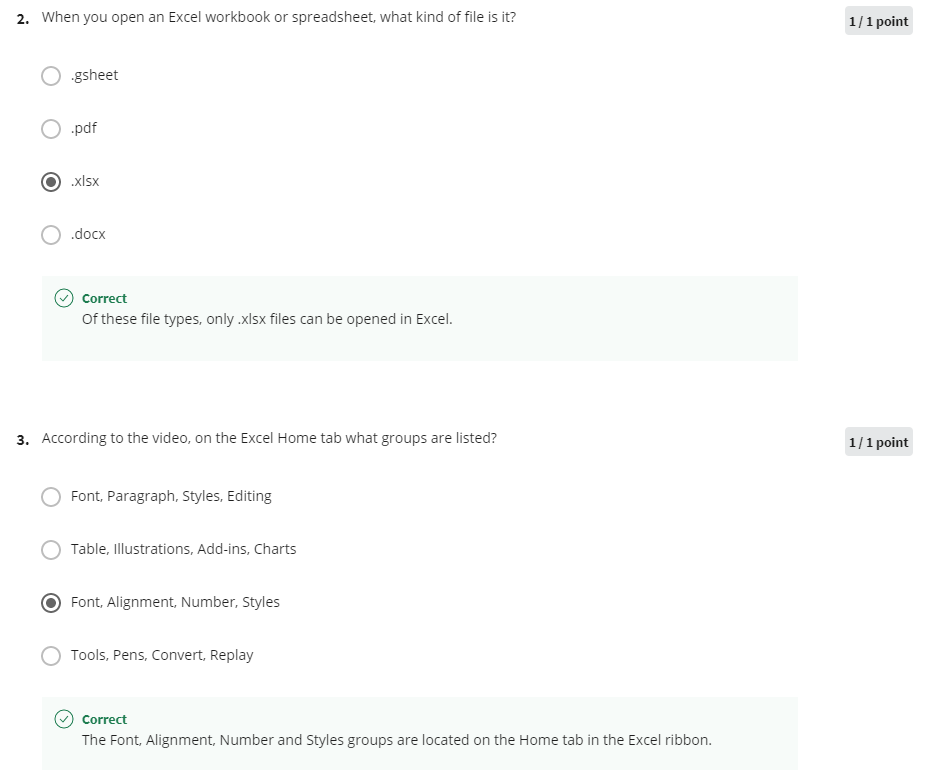 2. When you open an Excel workbook or spreadsheet, what kind of file is it?
1 / 1 point
.gsheet
.pdf
.xlsx
.docx
Correct
Of these file types, only .xlsx files can be opened in Excel.
3. According to the video, on the Excel Home tab what groups are listed?
1 / 1 point
Font, Paragraph, Styles, Editing
Table, Illustrations, Add-ins, Charts
Font, Alignment, Number, Styles
Tools, Pens, Convert, Replay
Correct
The Font, Alignment, Number and Styles groups are located on the Home tab in the Excel ribbon.